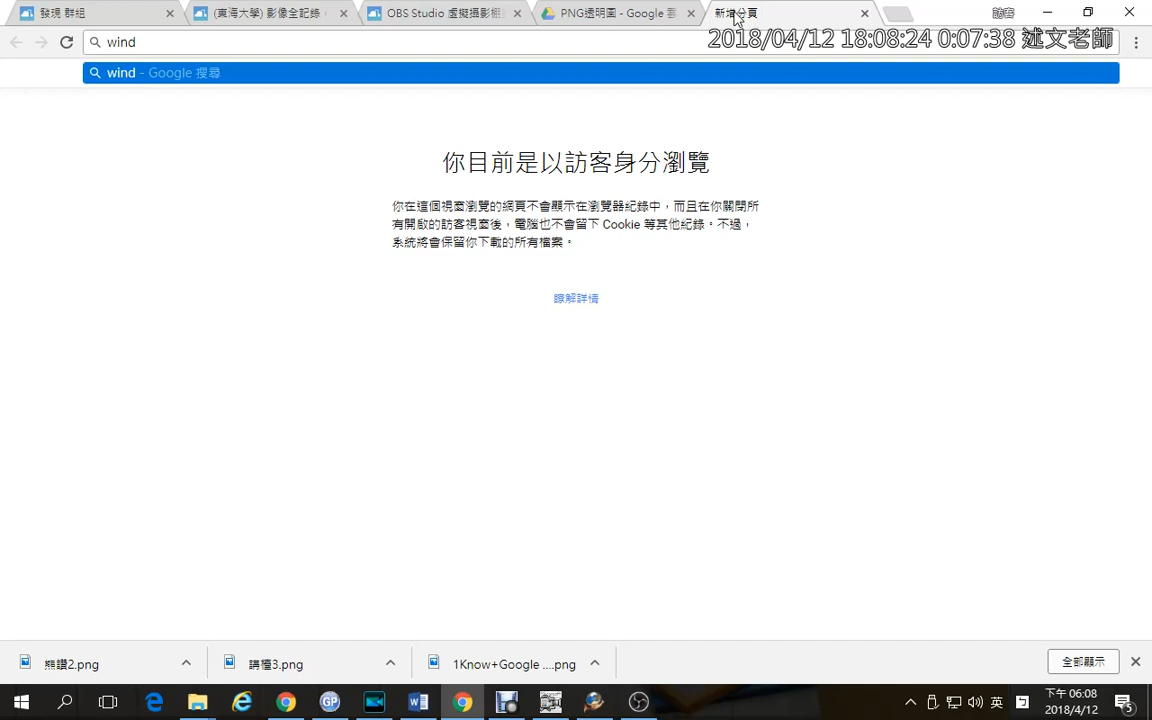 發現 群組
(東海大學) 影像全記錄
OBS Studio 虛擬攝影棚
PNG透明圖 - Google 雲
新增分頁
訪客
wind
2018/04/12 18:08:24 0:07:38 述文老師
wind - Google 搜尋
你目前是以訪客身分瀏覽
你在這個視窗瀏覽的網頁不會顯示在瀏覽器紀錄中，而且在你關閉所
有開啟的訪客視窗後，電腦也不會留下 Cookie 等其他紀錄。不過，
系統將會保留你下載的所有檔案。
瞭解詳情
熊讚2.png
講檯3.png
1Know+Google ....png
全部顯示
英
下午 06:08
2018/4/12
5